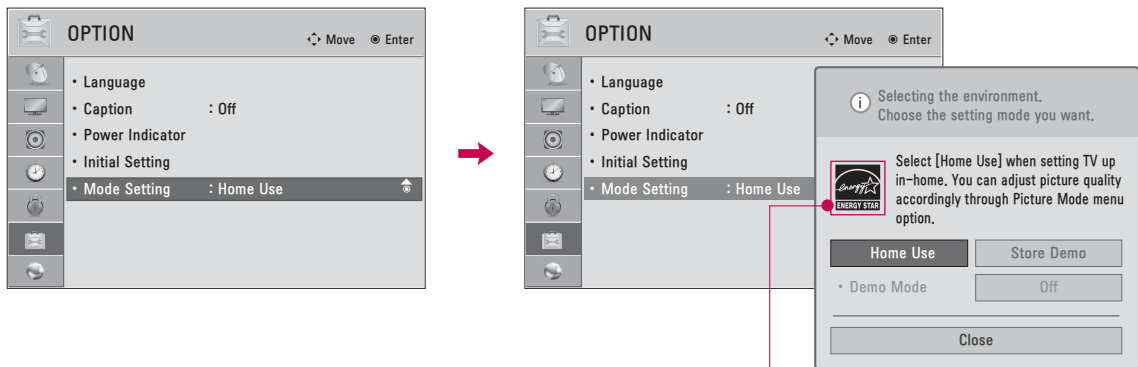 OPTION
Move Enter
• Language
• Caption : Off
• Power Indicator
• Initial Setting
• Mode Setting : Home Use
OPTION
Move Enter
• Language
• Caption : Off
• Power Indicator
• Initial Setting
• Mode Setting : Home Use
i
Selecting the environment.
Choose the setting mode you want.
energy
ENERGY STAR
Select [Home Use] when setting TV up
in-home. You can adjust picture quality
accordingly through Picture Mode menu
option.
Home Use
Store Demo
• Demo Mode
Off
Close